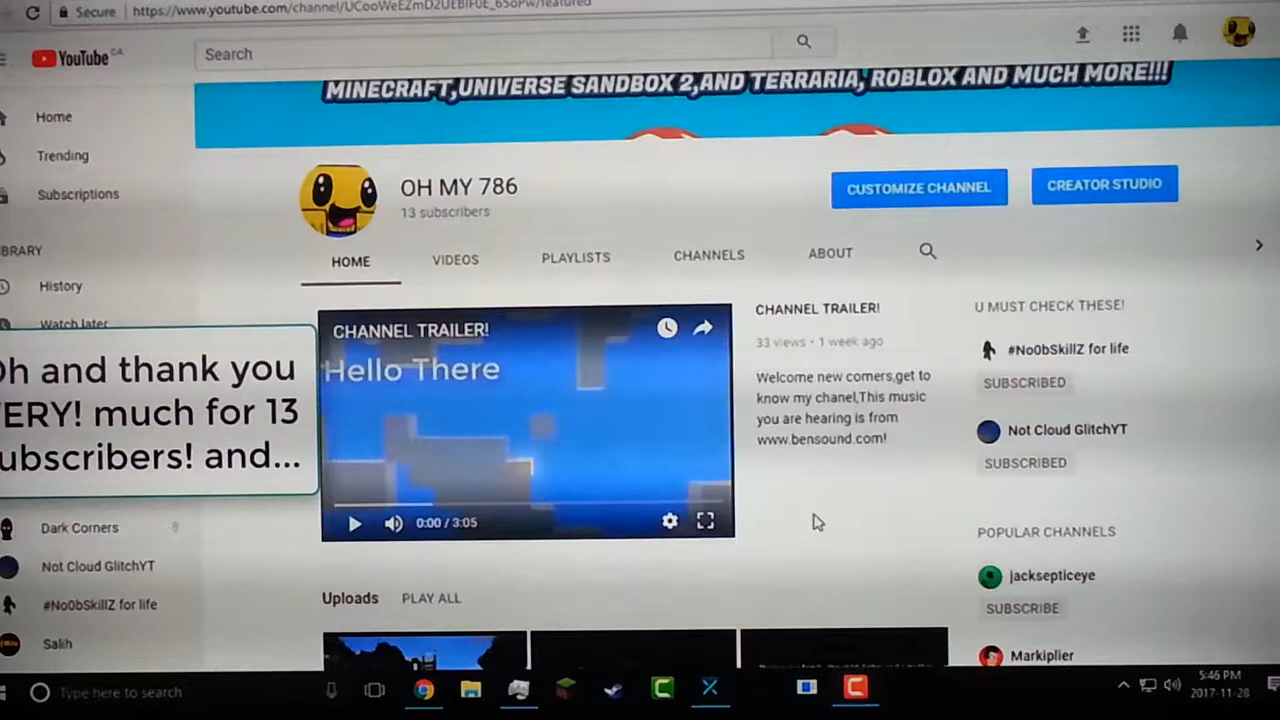 Secure
https://www.youtube.com/channel/
YouTube CA
Search
MINECRAFT,UNIVERSE SANDBOX 2,AND TERRARIA, ROBLOX AND MUCH MORE!!!
Home
Trending
Subscriptions
OH MY 786
13 subscribers
CUSTOMIZE CHANNEL
CREATOR STUDIO
HOME
VIDEOS
PLAYLISTS
CHANNELS
ABOUT
BRARY
History
Watch later
Oh and thank you
VERY! much for 13
ubscribers! and...
CHANNEL TRAILER!
Hello There
0:00 / 3:05
CHANNEL TRAILER!
33 views • 1 week ago
Welcome new comers,get to
know my chanel,This music
you are hearing is from
www.bensound.com!
U MUST CHECK THESE!
#No0bSkillZ for life
SUBSCRIBED
Not Cloud GlitchYT
SUBSCRIBED
Dark Corners
Not Cloud GlitchYT
#No0bSkillZ for life
Salih
POPULAR CHANNELS
jacksepticeye
SUBSCRIBE
Markiplier
Uploads
PLAY ALL
Type here to search
5:46 PM
2017-11-28